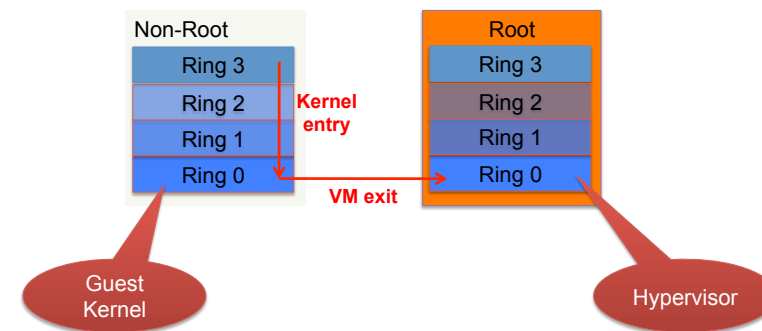 Non-Root
Root
Ring 3
Ring 2
Ring 1
Ring 0
Kernel
entry
VM exit
Ring 3
Ring 2
Ring 1
Ring 0
Guest
Kernel
Hypervisor